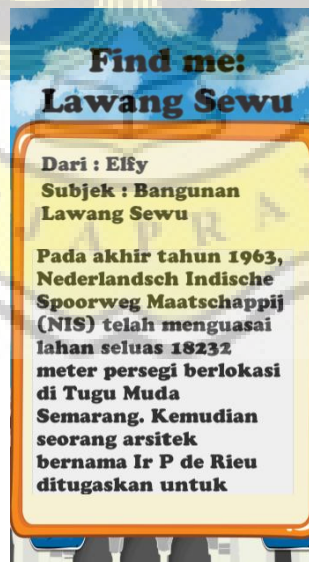 Find me:
Lawang Sewu
Dari : Elfy
Subjek : Bangunan
Lawang Sewu
Pada akhir tahun 1963,
Nederlandsch Indische
Spoorweg Maatschappij
(NIS) telah menguasai
lahan seluas 18232
meter persegi berlokasi
di Tugu Muda
Semarang. Kemudian
seorang arsitek
bernama Ir P de Rieu
ditugaskan untuk